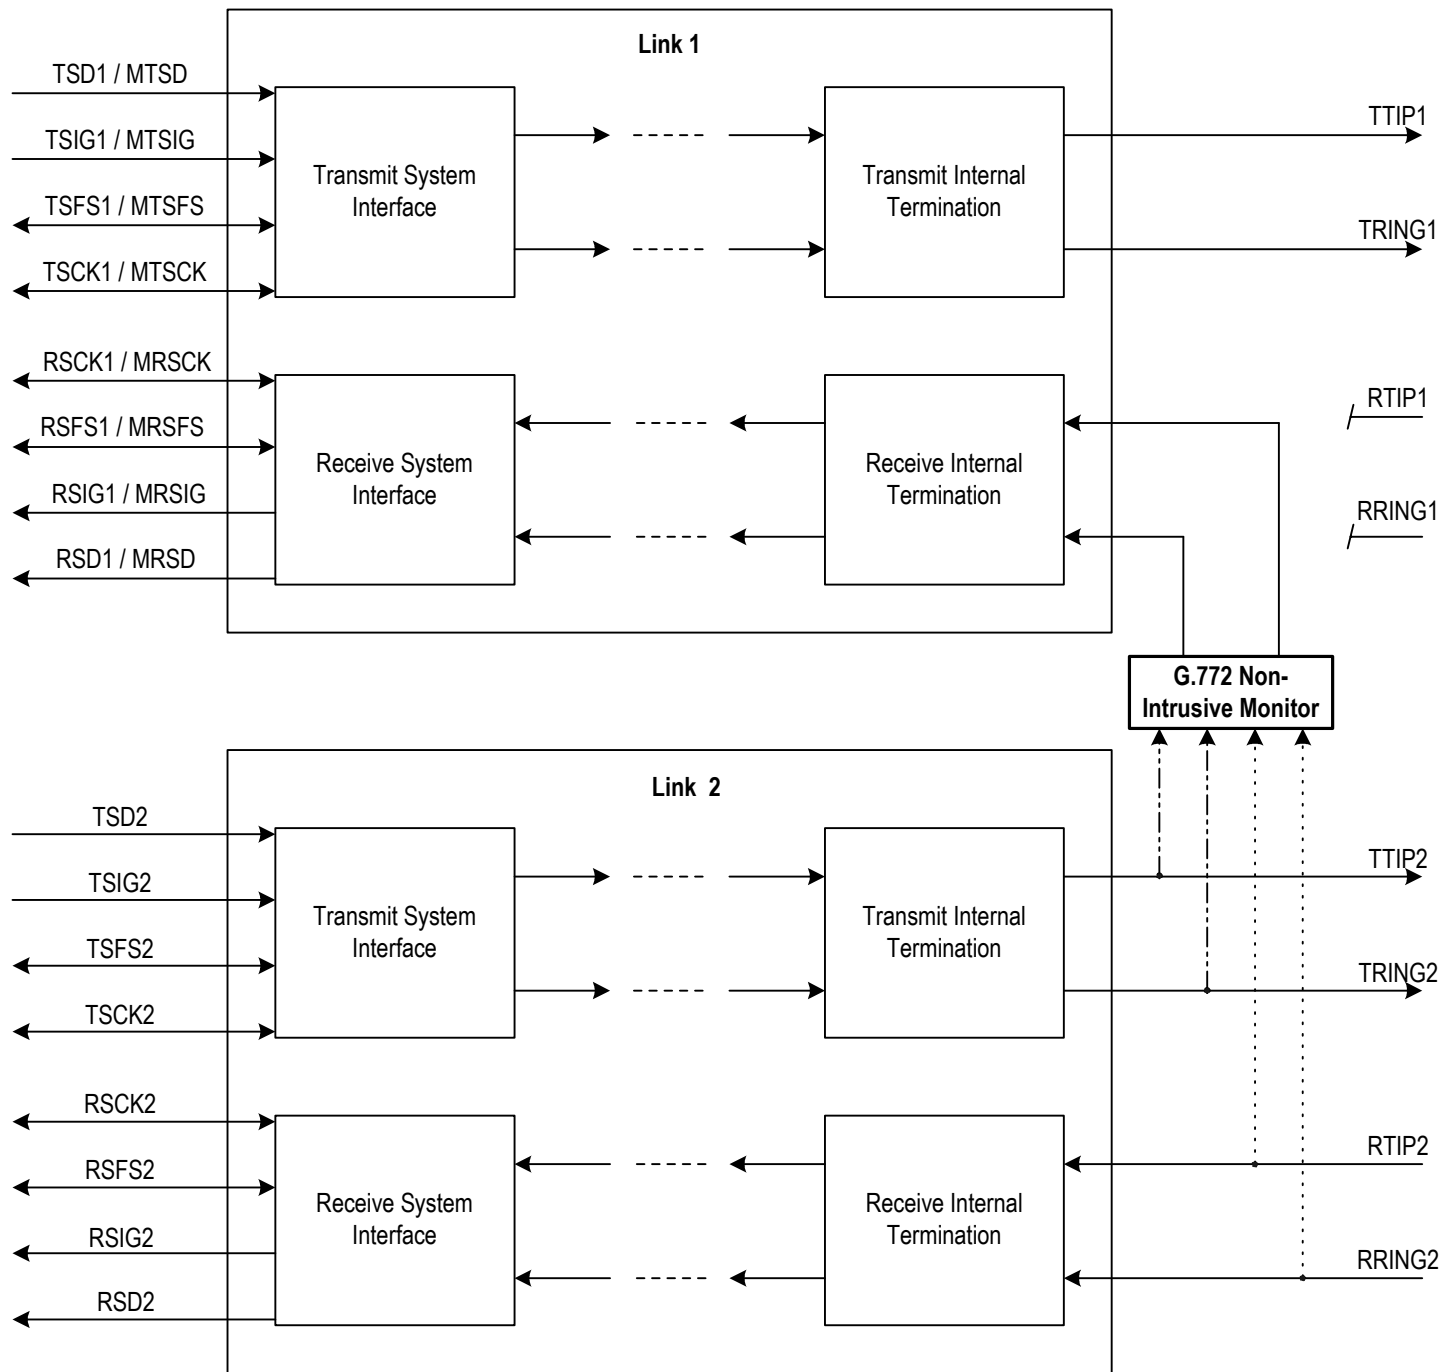 Link 1
TSD1 / MTSD
TSIG1 / MTSIG
TSFS1 / MTSFS
TSCK1 / MTSCK
Transmit System
Interface
Transmit Internal
Termination
TTIP1
TRING1
RSCK1 / MRSCK
RSFS1 / MRSFS
RSIG1 / MRSIG
RSD1 / MRSD
Receive System
Interface
Receive Internal
Termination
RTIP1
RRING1
G.772 Non-
Intrusive Monitor
Link 2
TSD2
TSIG2
TSFS2
TSCK2
Transmit System
Interface
Transmit Internal
Termination
TTIP2
TRING2
RSCK2
RSFS2
RSIG2
RSD2
Receive System
Interface
Receive Internal
Termination
RTIP2
RRING2